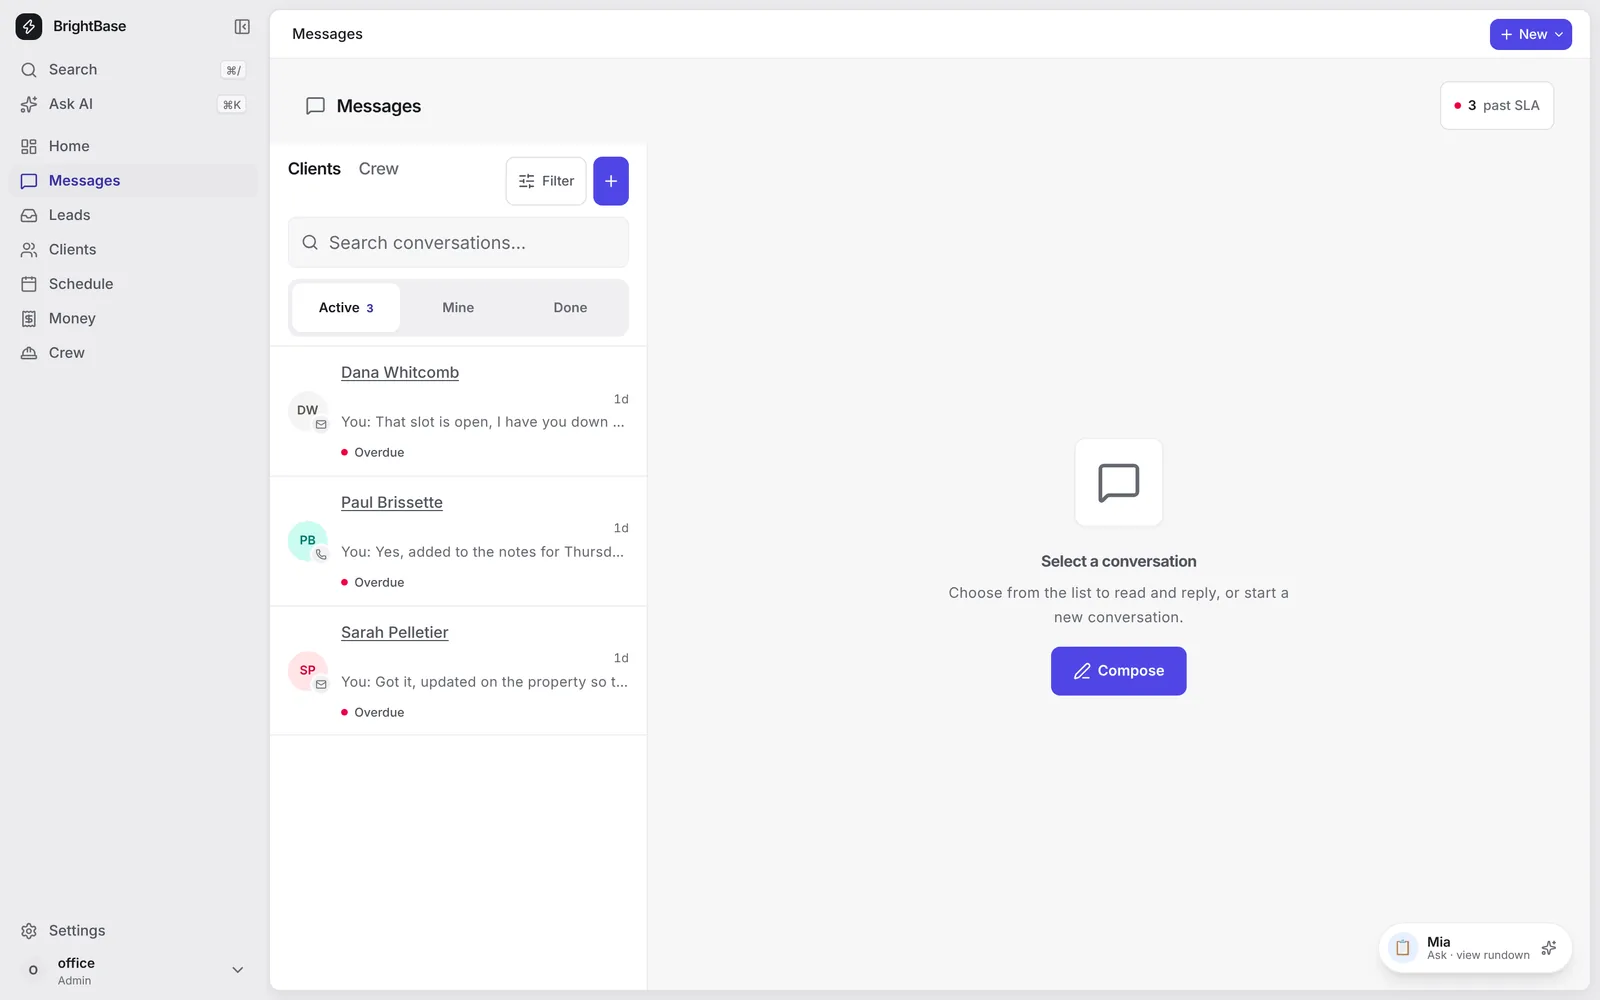 BrightBase
Search ⌘/
Ask AI ⌘K
Home
Messages
Leads
Clients
Schedule
Money
Crew
Settings
o
office
Admin
Messages
New
Messages
3 past SLA
Clients Crew
Filter
Search conversations...
Active 3 Mine Done
Dana Whitcomb
1d
DW
You: That slot is open, I have you down ...
Overdue
Paul Brissette
1d
PB
You: Yes, added to the notes for Thursd...
Overdue
Sarah Pelletier
1d
SP
You: Got it, updated on the property so t...
Overdue
Select a conversation
Choose from the list to read and reply, or start a
new conversation.
Compose
Mia
Ask · view rundown